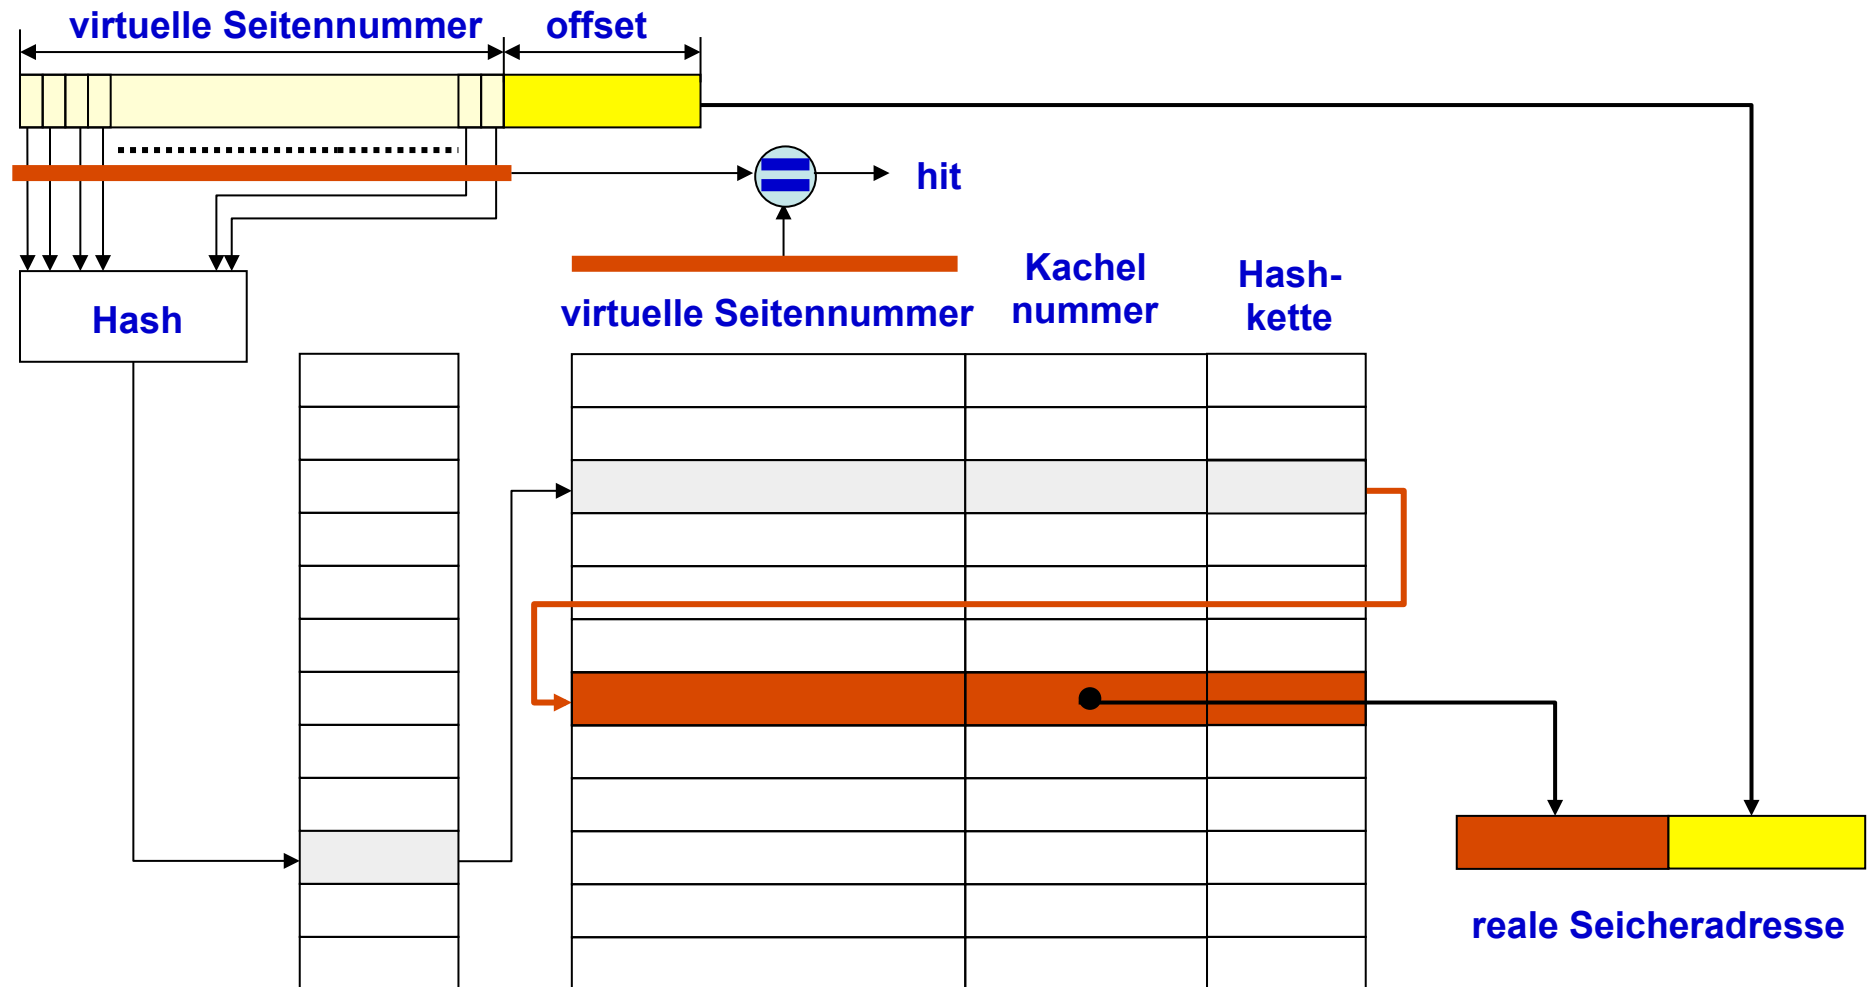 virtuelle Seitennummer
offset
hit
Hash
virtuelle Seitennummer
Kachel
nummer
Hash-
kette
reale Seicheradresse